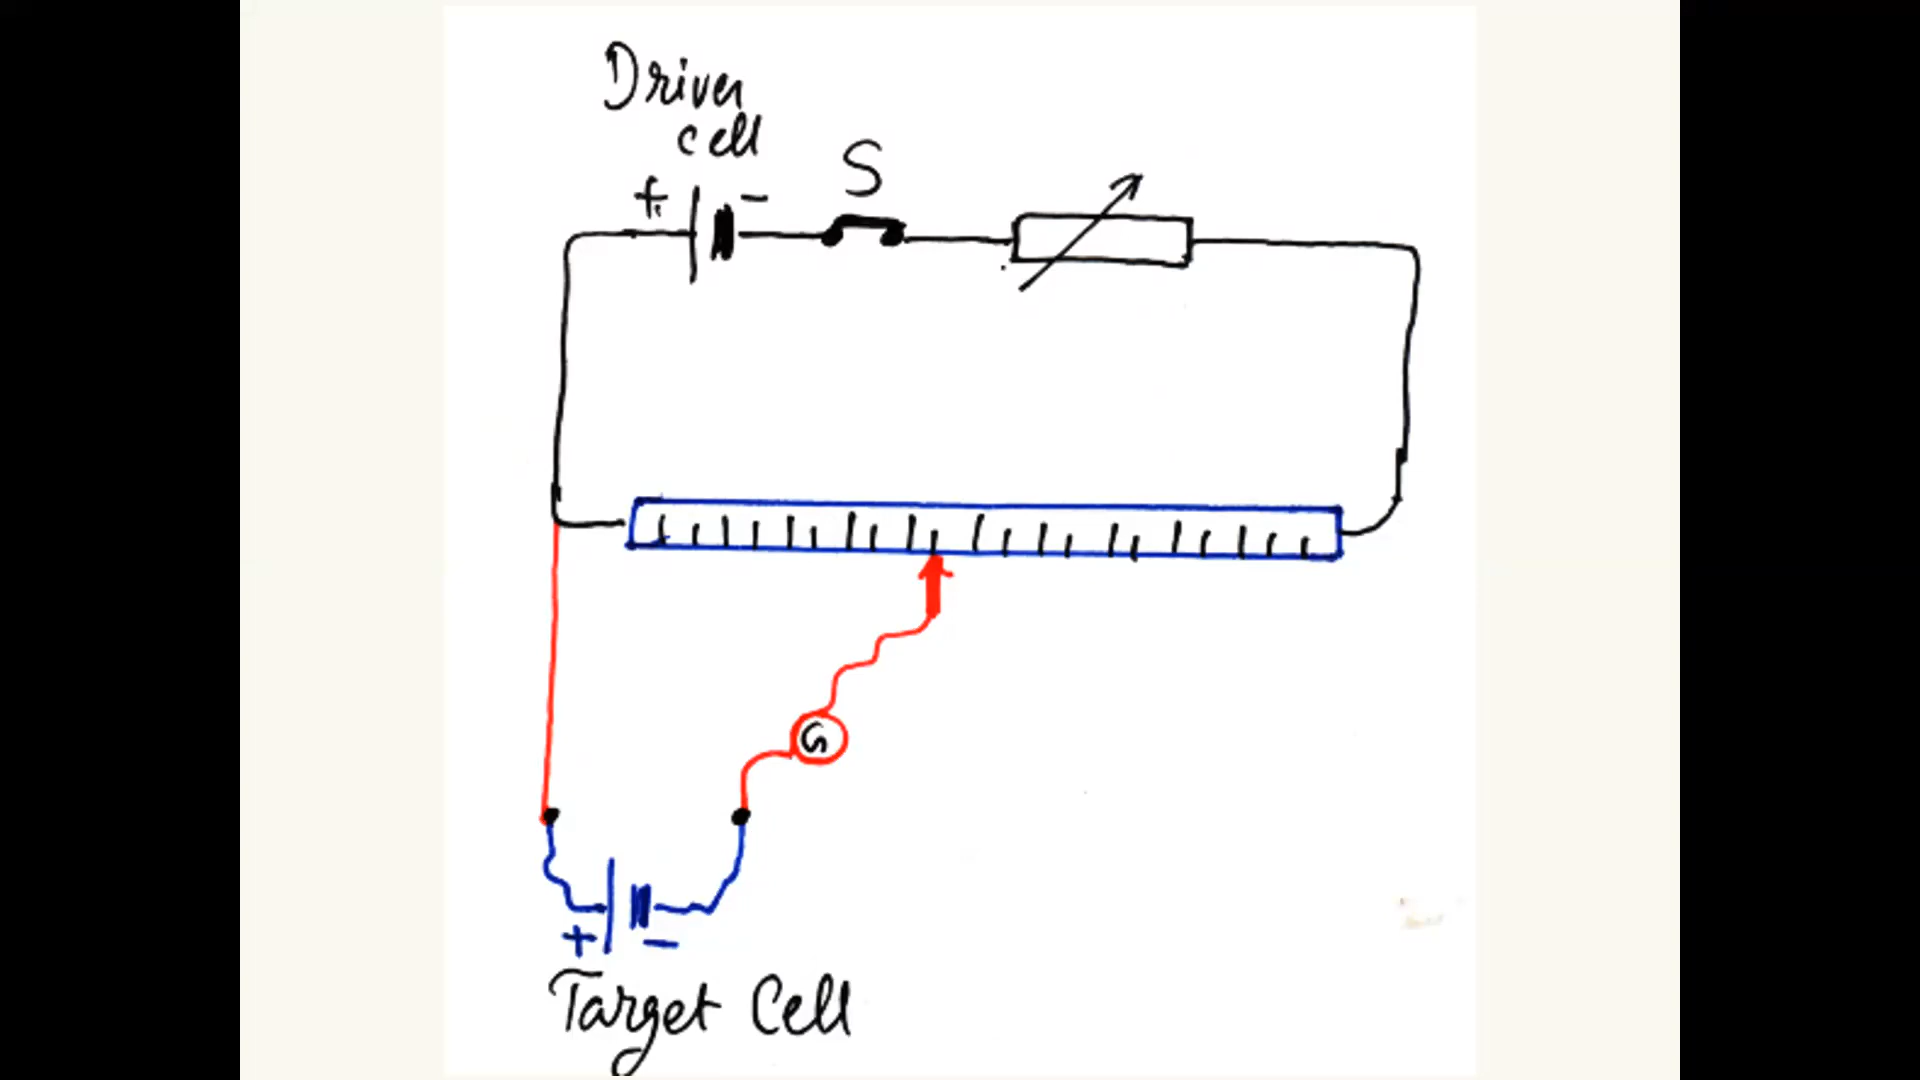 Driver
cell
+ -
S
G
+ -
Target Cell